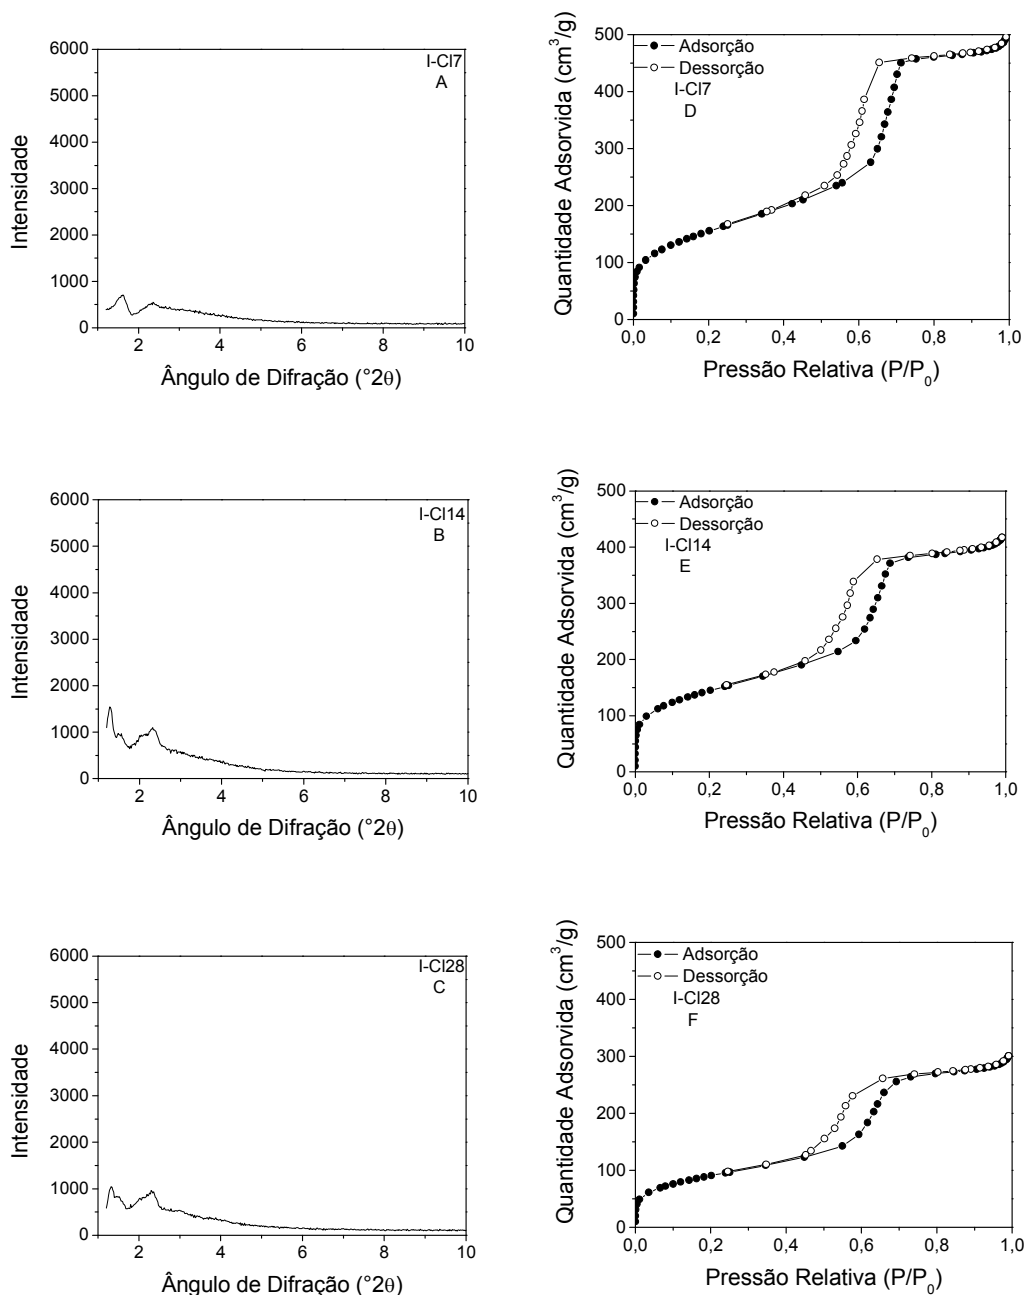 6000
5000
4000
3000
2000
1000
0
Intensidade
I-Cl7
A
2
4
6
8
10
Ângulo de Difração (°2θ)
500
400
300
200
100
0
Quantidade Adsorvida (cm³/g)
Adsorção
Dessorção
I-Cl7
D
0,0
0,2
0,4
0,6
0,8
1,0
Pressão Relativa (P/P₀)
6000
5000
4000
3000
2000
1000
0
Intensidade
I-Cl14
B
2
4
6
8
10
Ângulo de Difração (°2θ)
500
400
300
200
100
0
Quantidade Adsorvida (cm³/g)
Adsorção
Dessorção
I-Cl14
E
0,0
0,2
0,4
0,6
0,8
1,0
Pressão Relativa (P/P₀)
6000
5000
4000
3000
2000
1000
0
Intensidade
I-Cl28
C
2
4
6
8
10
Ângulo de Difração (°2θ)
500
400
300
200
100
0
Quantidade Adsorvida (cm³/g)
Adsorção
Dessorção
I-Cl28
F
0,0
0,2
0,4
0,6
0,8
1,0
Pressão Relativa (P/P₀)